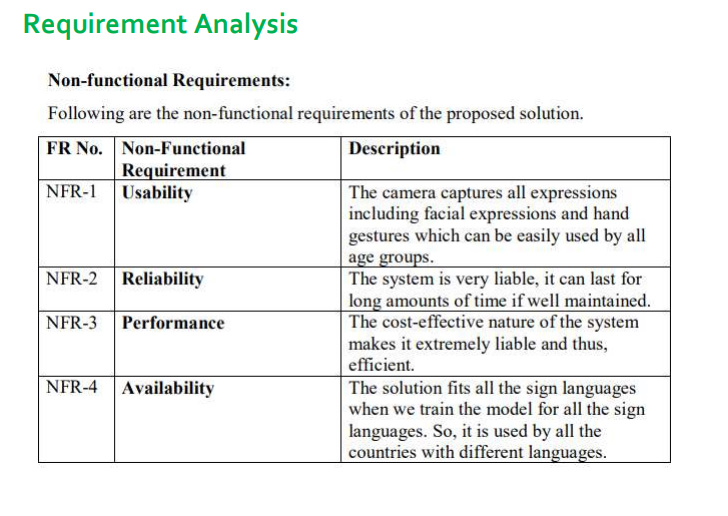 Requirement Analysis
Non-functional Requirements:
Following are the non-functional requirements of the proposed solution.
FR No. Non-Functional Description
Requirement
NFR-1 Usability The camera captures all expressions
including facial expressions and hand
gestures which can be easily used by all
age groups.
NFR-2 Reliability The system is very liable, it can last for
long amounts of time if well maintained.
NFR-3 Performance The cost-effective nature of the system
makes it extremely liable and thus,
efficient.
NFR-4 Availability The solution fits all the sign languages
when we train the model for all the sign
languages. So, it is used by all the
countries with different languages.